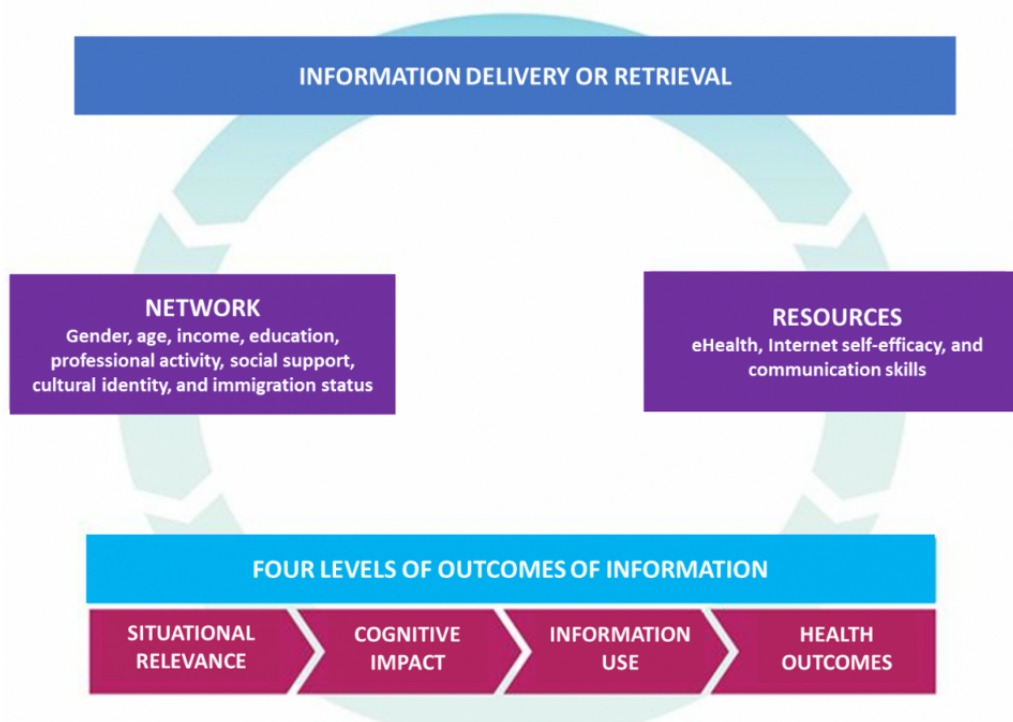 INFORMATION DELIVERY OR RETRIEVAL
NETWORK
Gender, age, income, education,
professional activity, social support,
cultural identity, and immigration status
RESOURCES
eHealth, Internet self-efficacy, and
communication skills
FOUR LEVELS OF OUTCOMES OF INFORMATION
SITUATIONAL
RELEVANCE
COGNITIVE
IMPACT
INFORMATION
USE
HEALTH
OUTCOMES